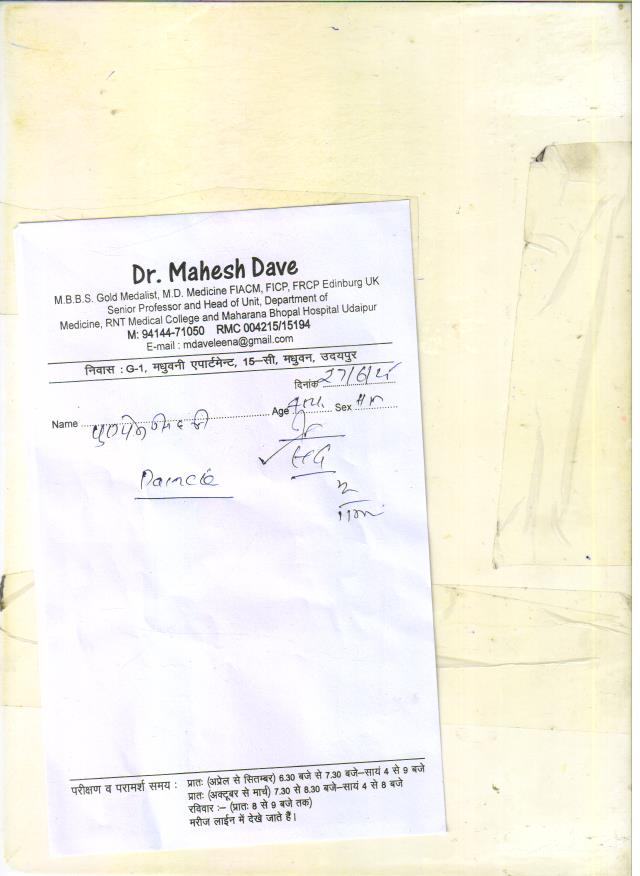 Dr. Mahesh Dave
M.B.B.S. Gold Medalist, M.D. Medicine FIACM, FICP, FRCP Edinburg UK
Senior Professor and Head of Unit, Department of
Medicine, RNT Medical College and Maharana Bhopal Hospital Udaipur
M: 94144-71050 RMC 004215/15194
E-mail : mdaveleena@gmail.com
निवास : G-1, मधुवनी एपार्टमेन्ट, 15–सी, मधुवन, उदयपुर
दिनांक
Name Age Sex
परीक्षण व परामर्श समय : प्रातः (अप्रेल से सितम्बर) 6.30 बजे से 7.30 बजे–सायं 4 से 9 बजे
प्रातः (अक्टूबर से मार्च) 7.30 से 8.30 बजे–सायं 4 से 8 बजे
रविवार :– (प्रातः 8 से 9 बजे तक)
मरीज लाईन में देखे जाते हैं।